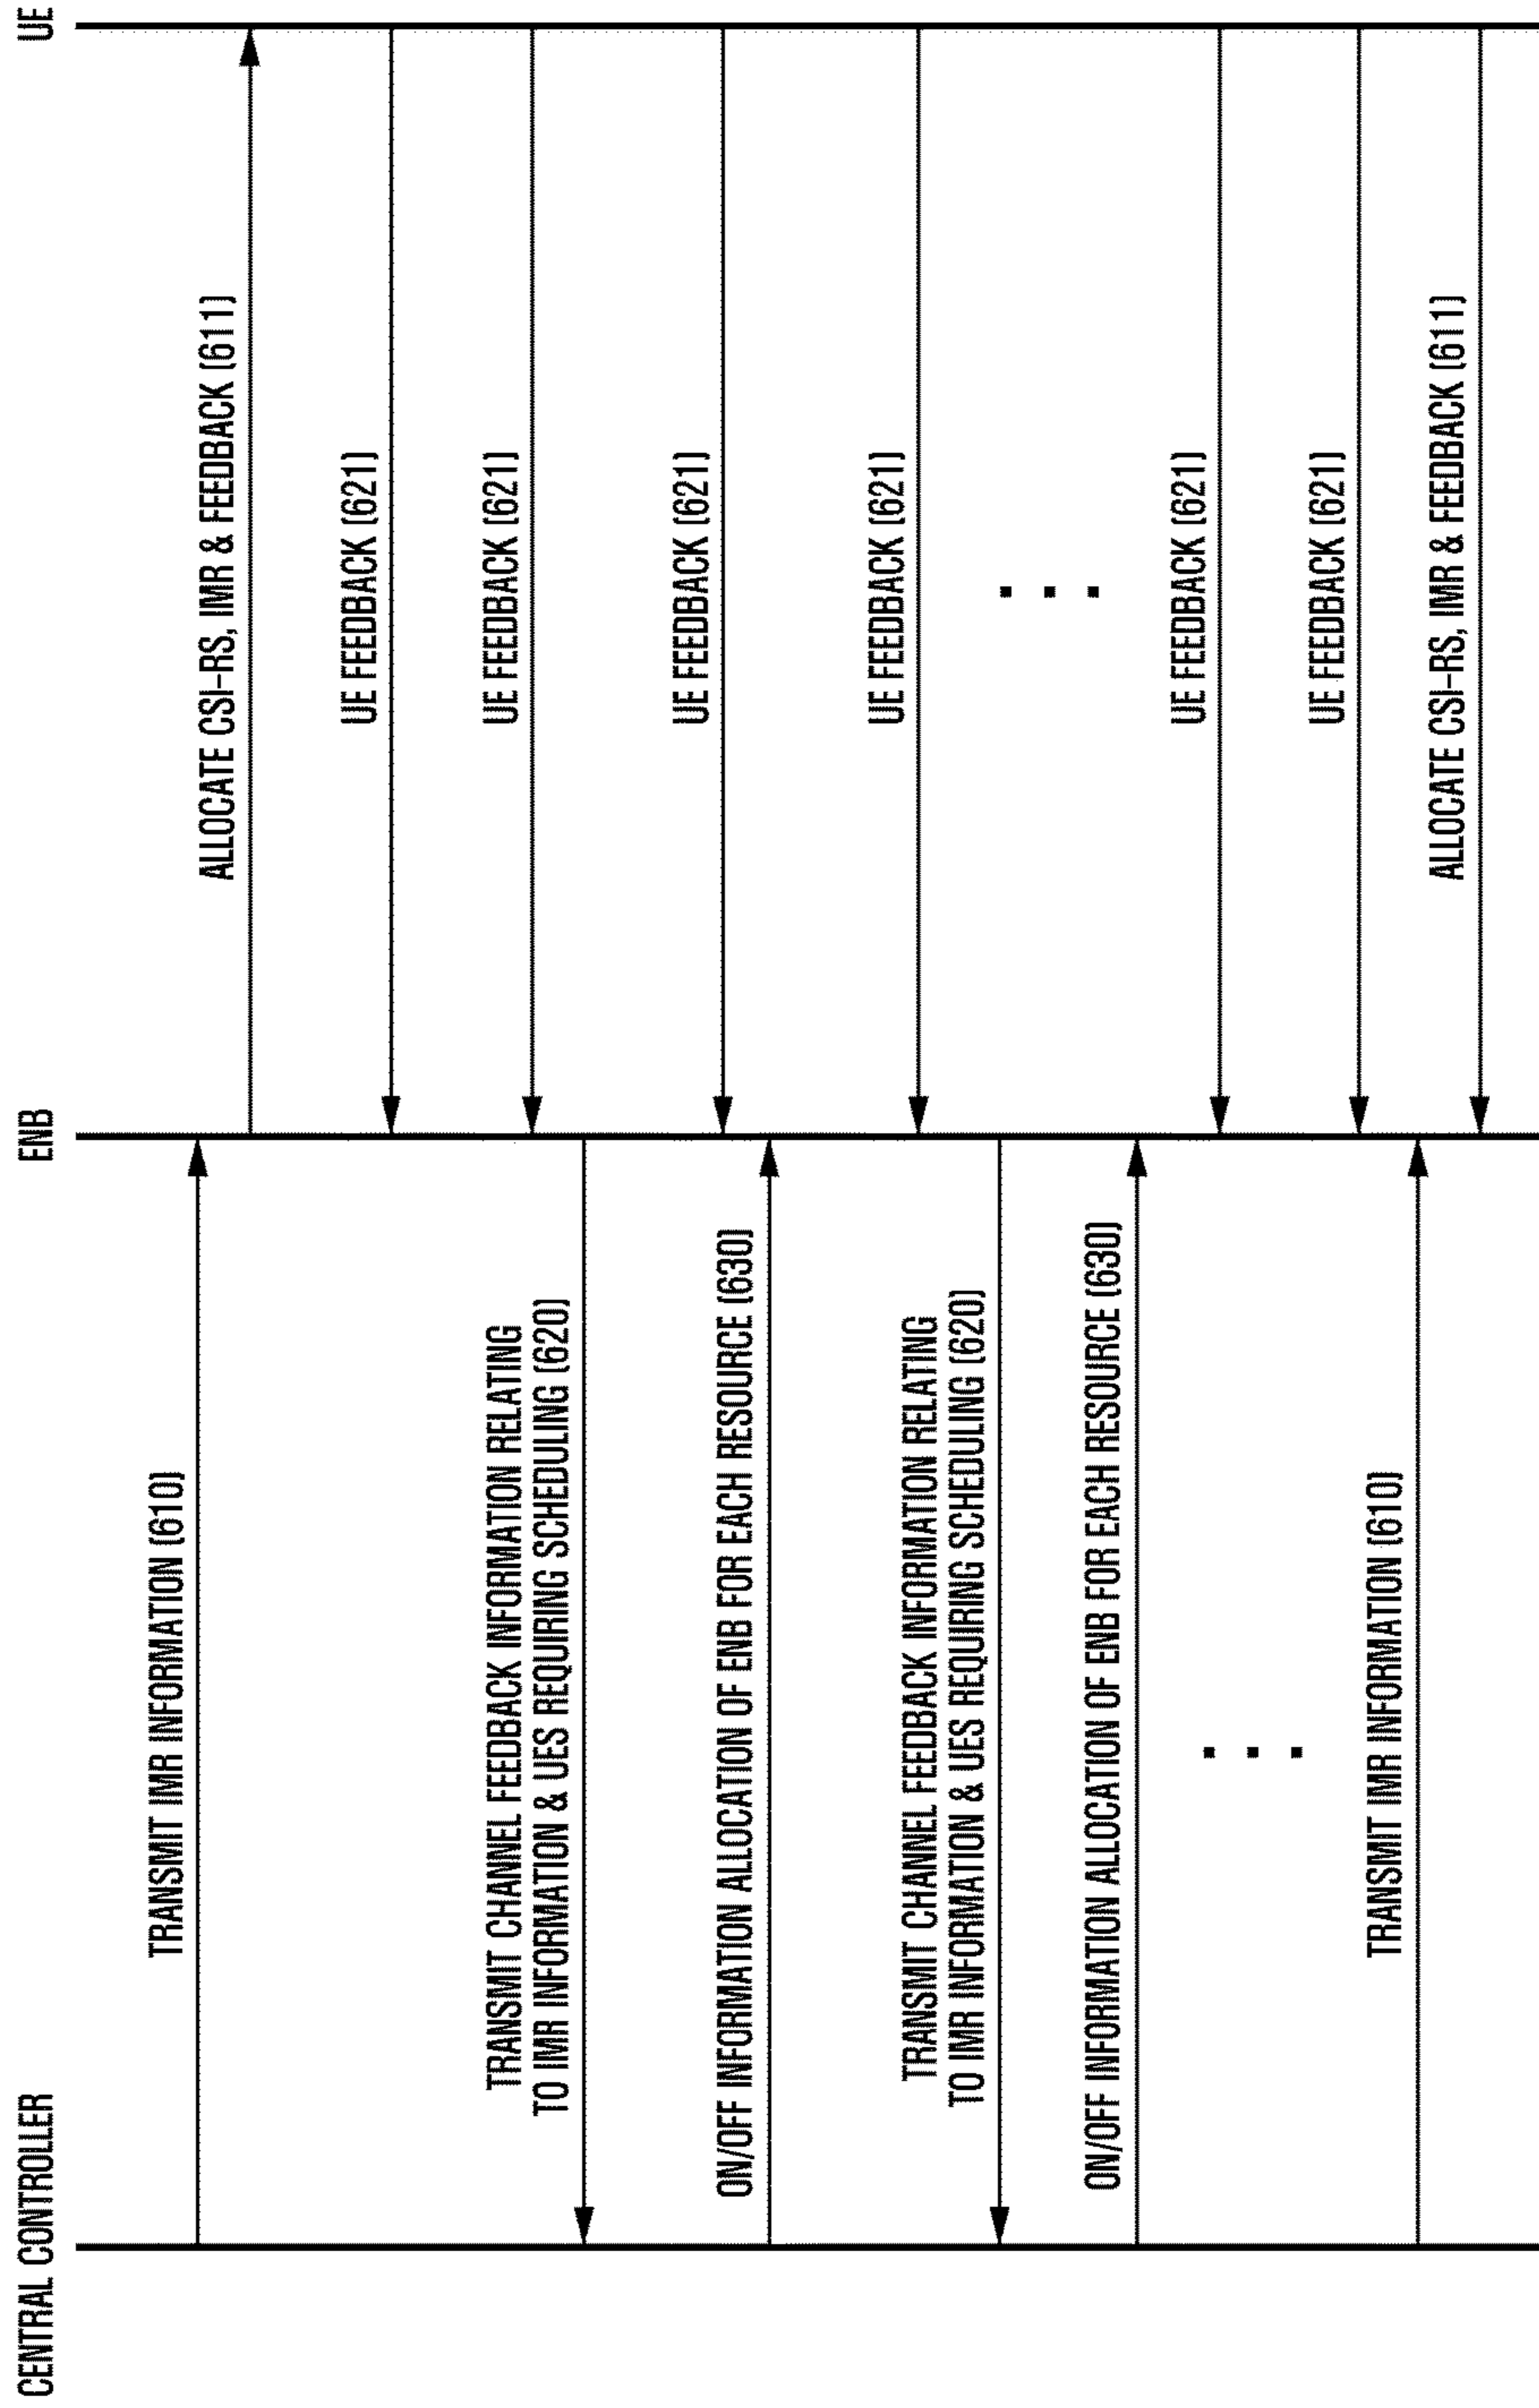 CENTRAL CONTROLLER
ENB
UE
TRANSMIT IMR INFORMATION (610)
ALLOCATE CSI-RS, IMR & FEEDBACK (611)
UE FEEDBACK (621)
UE FEEDBACK (621)
TRANSMIT CHANNEL FEEDBACK INFORMATION RELATING
TO IMR INFORMATION & UES REQUIRING SCHEDULING (620)
UE FEEDBACK (621)
ON/OFF INFORMATION ALLOCATION OF ENB FOR EACH RESOURCE (630)
UE FEEDBACK (621)
TRANSMIT CHANNEL FEEDBACK INFORMATION RELATING
TO IMR INFORMATION & UES REQUIRING SCHEDULING (620)
ON/OFF INFORMATION ALLOCATION OF ENB FOR EACH RESOURCE (630)
UE FEEDBACK (621)
UE FEEDBACK (621)
TRANSMIT IMR INFORMATION (610)
ALLOCATE CSI-RS, IMR & FEEDBACK (611)